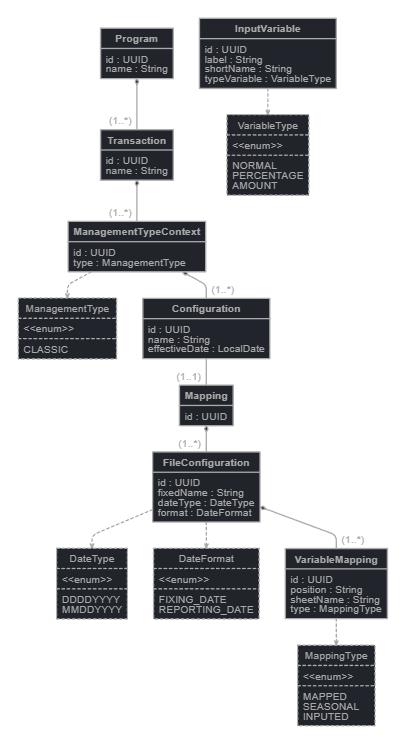 Program
id : UUID
name : String
InputVariable
id : UUID
label : String
shortName : String
typeVariable : VariableType
(1..*)
VariableType
<<enum>>
NORMAL
PERCENTAGE
AMOUNT
Transaction
id : UUID
name : String
(1..*)
ManagementTypeContext
id : UUID
type : ManagementType
(1..*)
ManagementType
<<enum>>
CLASSIC
Configuration
id : UUID
name : String
effectiveDate : LocalDate
(1..1)
Mapping
id : UUID
(1..*)
FileConfiguration
id : UUID
fixedName : String
dateType : DateType
format : DateFormat
(1..*)
DateType
<<enum>>
DDDDYYYY
MMDDYYYY
DateFormat
<<enum>>
FIXING_DATE
REPORTING_DATE
VariableMapping
id : UUID
position : String
sheetName : String
type : MappingType
MappingType
<<enum>>
MAPPED
SEASONAL
INPUTED